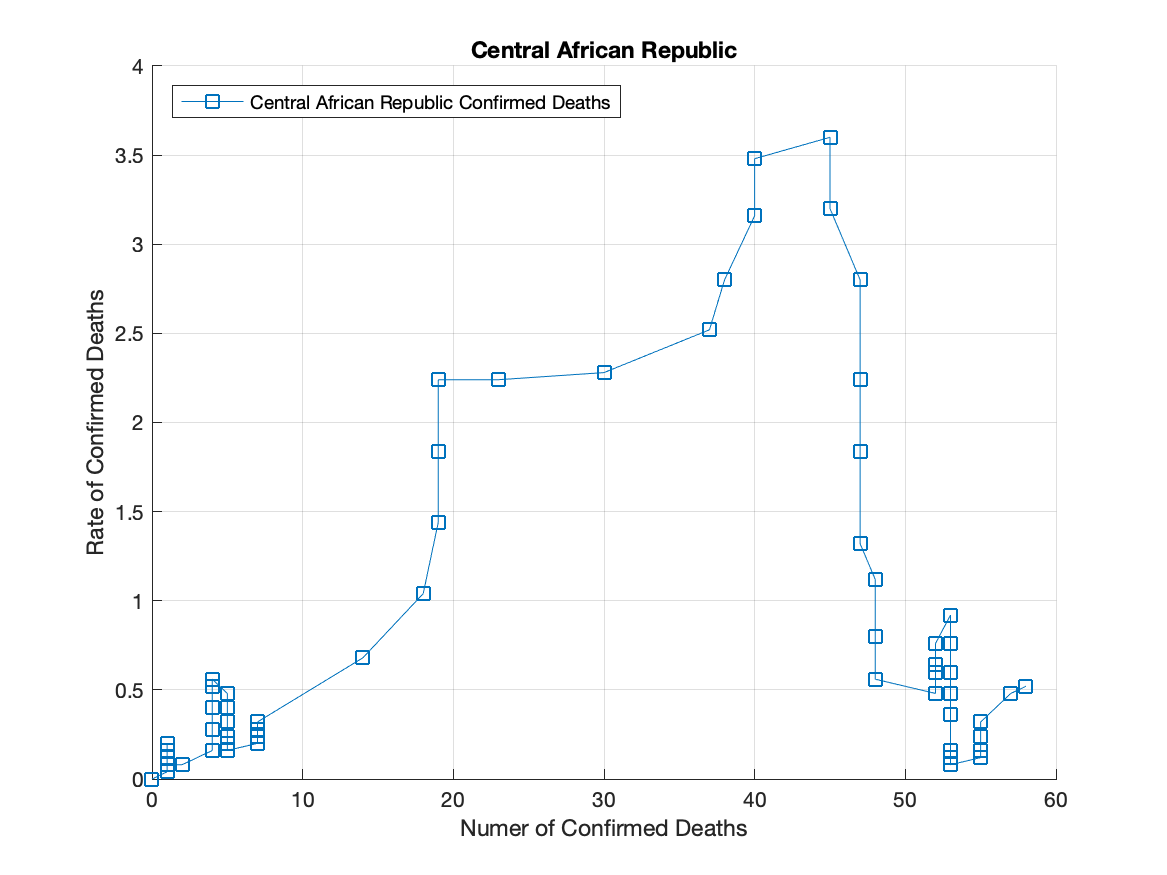 Central African Republic
Central African Republic Confirmed Deaths
4
3.5
3
2.5
2
1.5
1
0.5
0
Rate of Confirmed Deaths
0 10 20 30 40 50 60
Numer of Confirmed Deaths